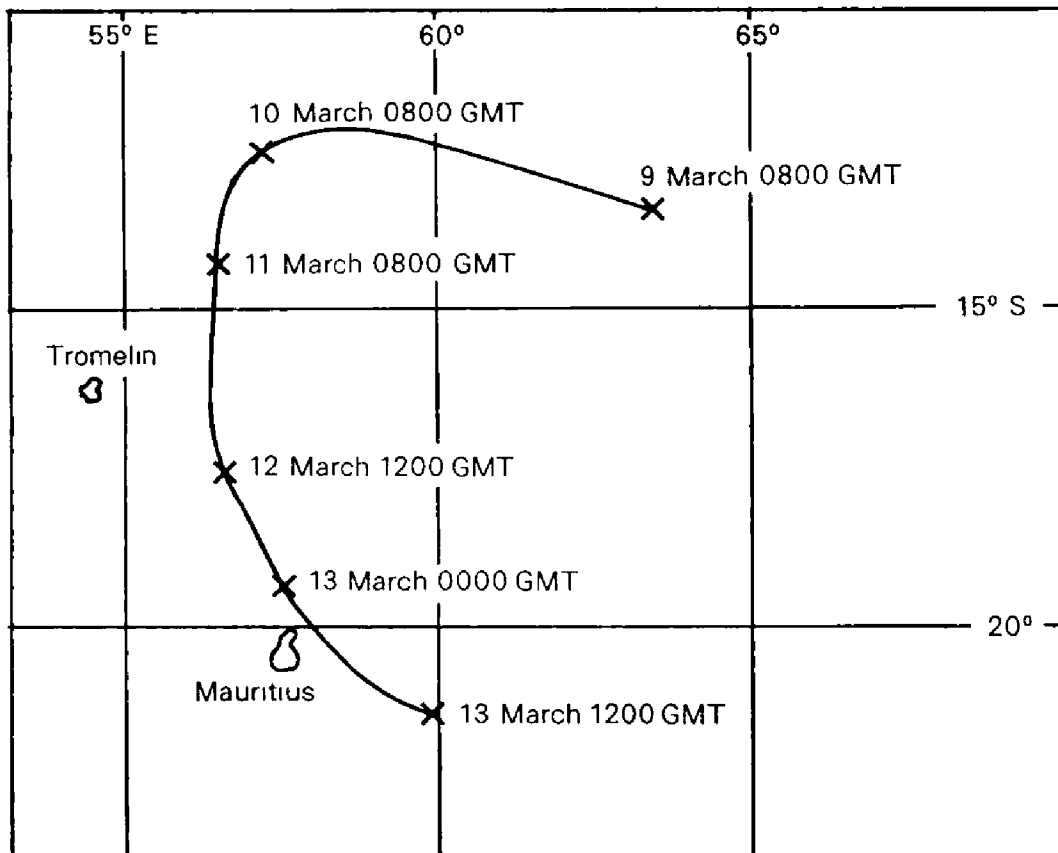 55° E
60°
65°
10 March 0800 GMT
9 March 0800 GMT
11 March 0800 GMT
15° S
Tromelin
12 March 1200 GMT
13 March 0000 GMT
20°
Mauritius
13 March 1200 GMT